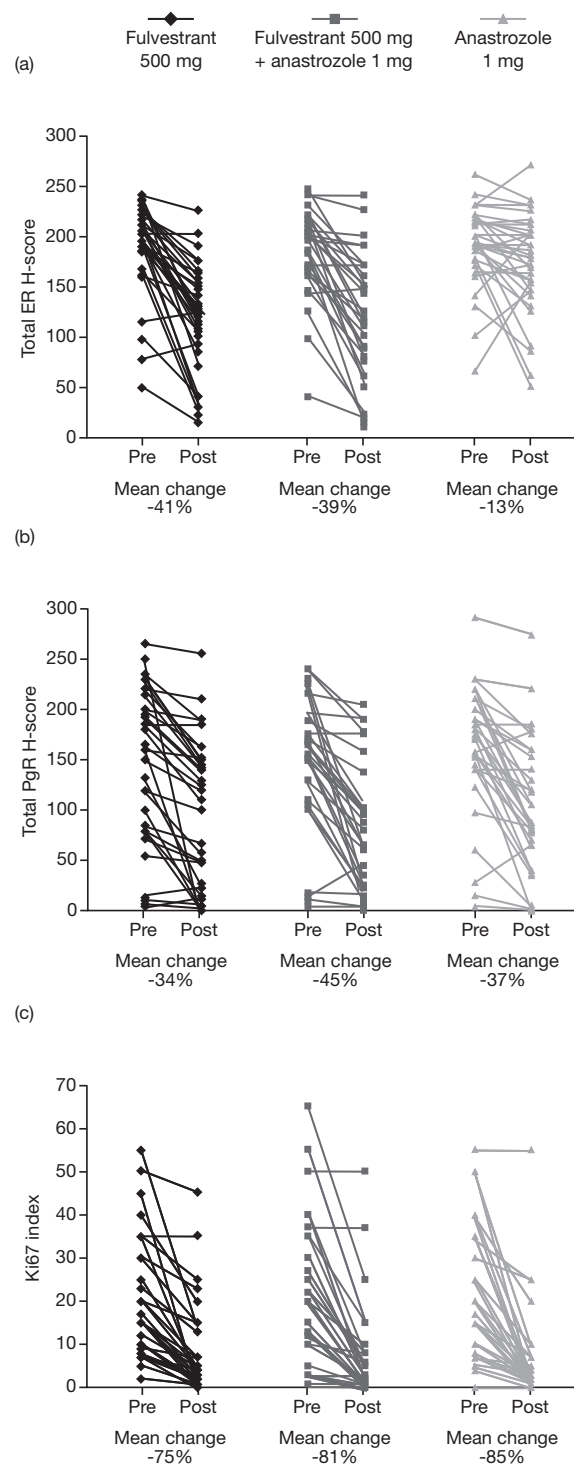 Fulvestrant
500 mg
Fulvestrant 500 mg
+ anastrozole 1 mg
Anastrozole
1 mg
(a)
300
250
200
150
100
50
0
Total ER H-score
Pre Post Pre Post Pre Post
Mean change Mean change Mean change
-41% -39% -13%
(b)
300
250
200
150
100
50
0
Total PgR H-score
Pre Post Pre Post Pre Post
Mean change Mean change Mean change
-34% -45% -37%
(c)
70
60
50
40
30
20
10
0
Ki67 index
Pre Post Pre Post Pre Post
Mean change Mean change Mean change
-75% -81% -85%